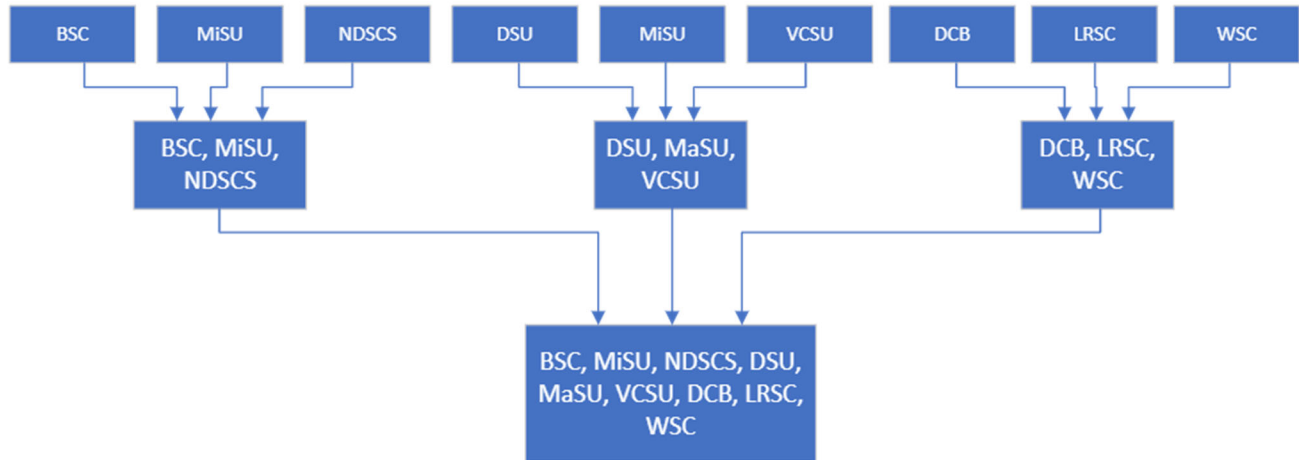 BSC
MiSU
NDSCS
DSU
MiSU
VCSU
DCB
LRSC
WSC
BSC, MiSU,
NDSCS
DSU, MaSU,
VCSU
DCB, LRSC,
WSC
BSC, MiSU, NDSCS, DSU,
MaSU, VCSU, DCB, LRSC,
WSC